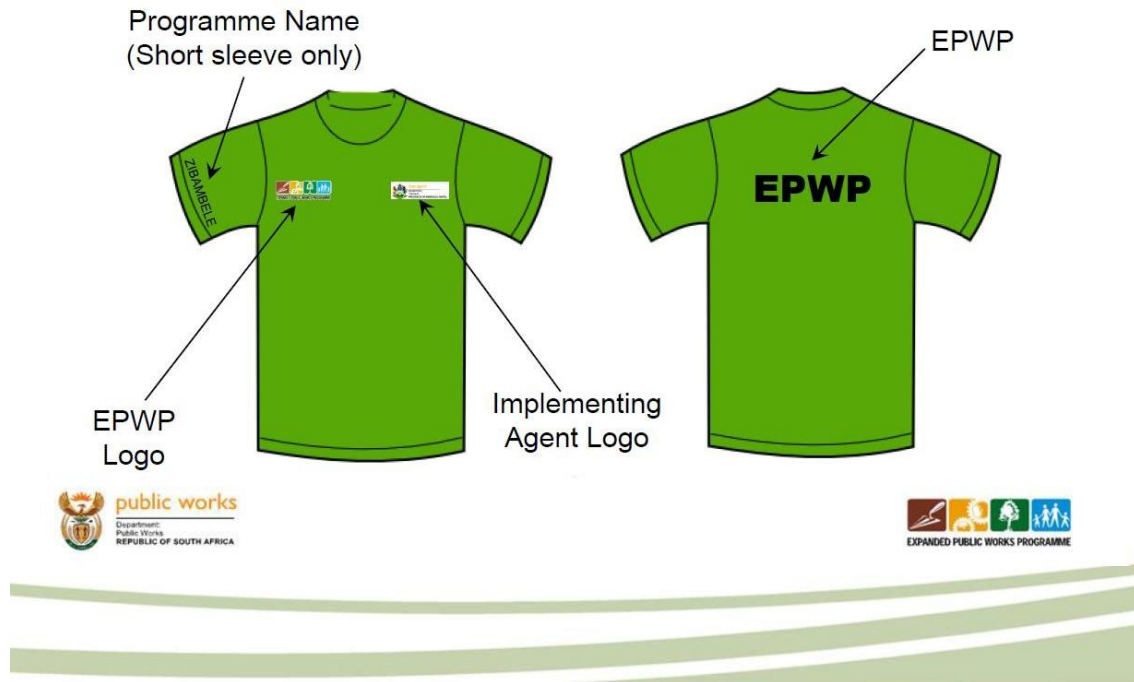 Programme Name
(Short sleeve only)
EPWP
ZIBAMBELE
EPWP
EPWP
Logo
Implementing
Agent Logo
public works
Department:
Public Works
REPUBLIC OF SOUTH AFRICA
EXPANDED PUBLIC WORKS PROGRAMME